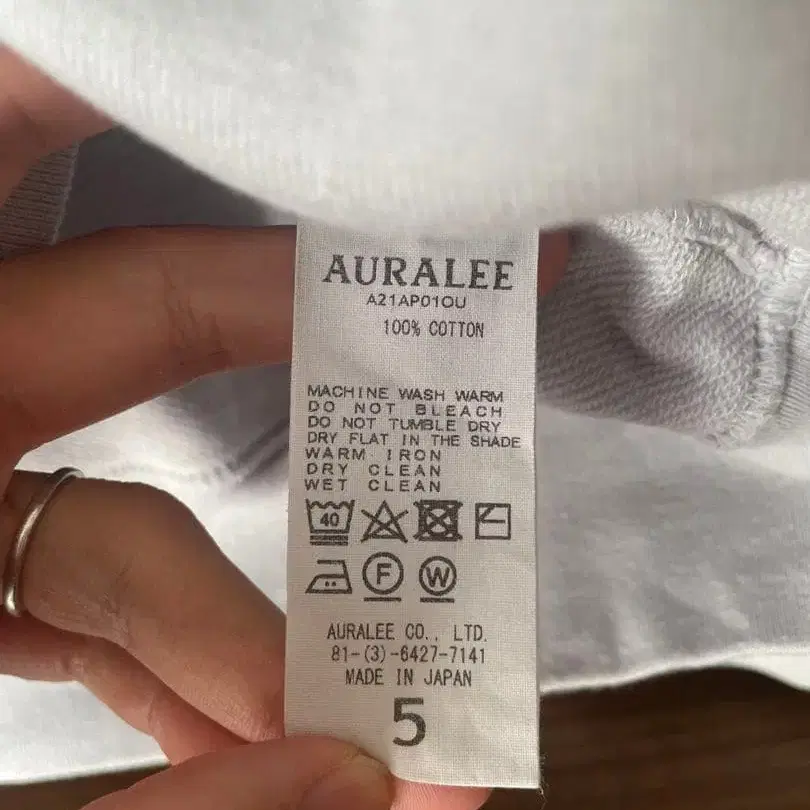 AURALEE
A21AP01OU
100% COTTON
MACHINE WASH WARM
DO NOT BLEACH
DO NOT TUMBLE DRY
DRY FLAT IN THE SHADE
WARM IRON
DRY CLEAN
WET CLEAN
40
F W
AURALEE CO., LTD.
81-(3)-6427-7141
MADE IN JAPAN
5